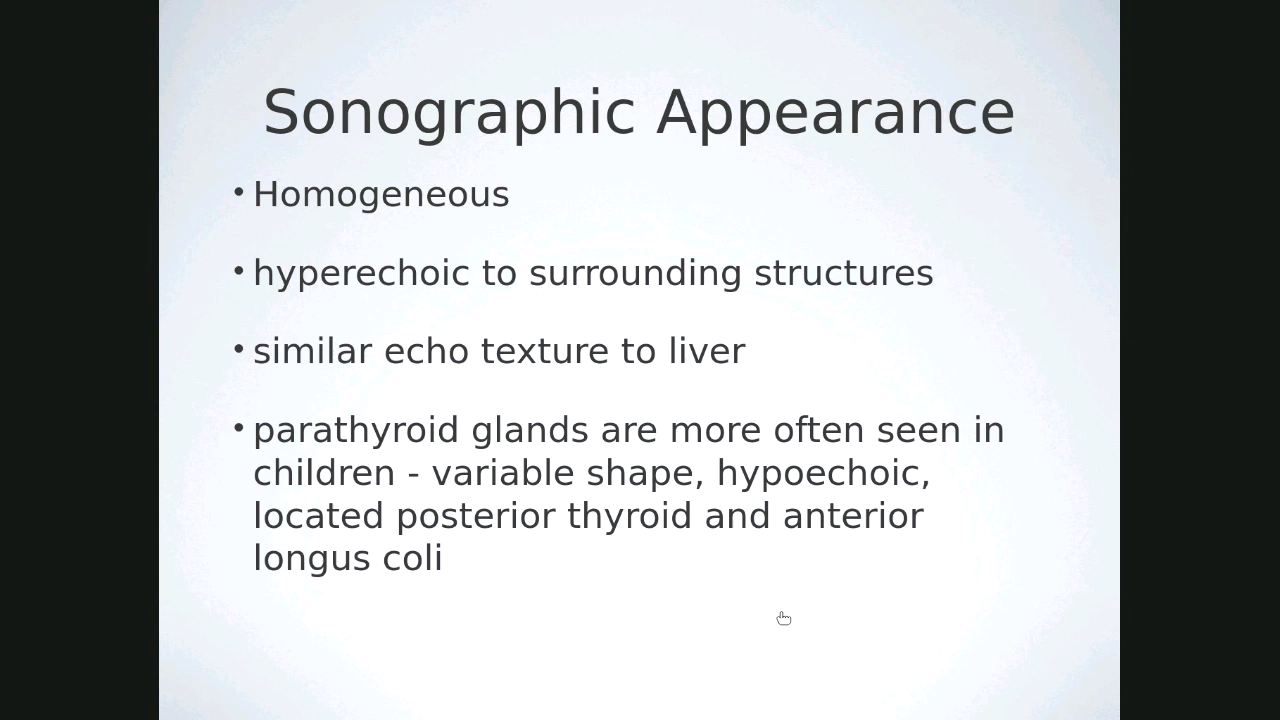 Sonographic Appearance
• Homogeneous
• hyperechoic to surrounding structures
• similar echo texture to liver
• parathyroid glands are more often seen in
children - variable shape, hypoechoic,
located posterior thyroid and anterior
longus coli